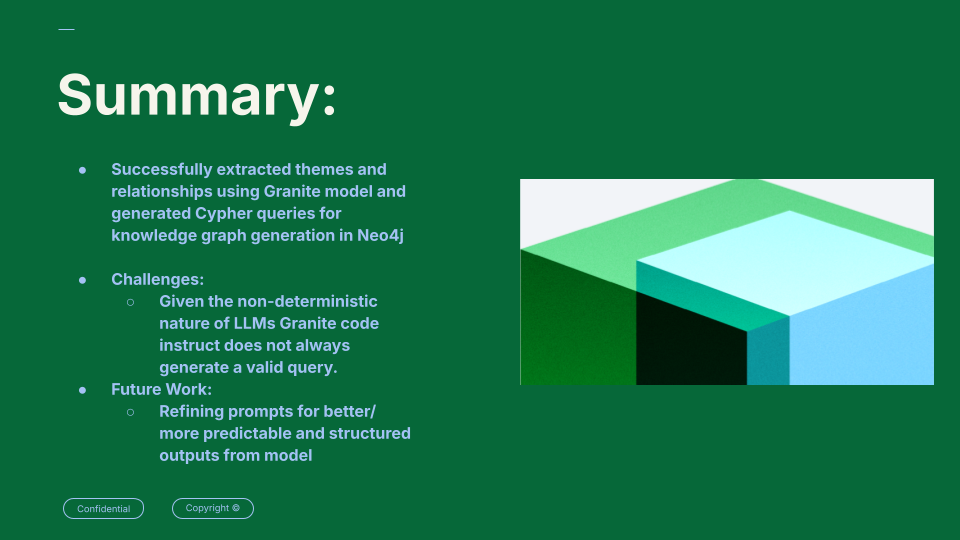 Summary:
● Successfully extracted themes and
relationships using Granite model and
generated Cypher queries for
knowledge graph generation in Neo4j
● Challenges:
○ Given the non-deterministic
nature of LLMs Granite code
instruct does not always
generate a valid query.
● Future Work:
○ Refining prompts for better/
more predictable and structured
outputs from model
Confidential
Copyright ©